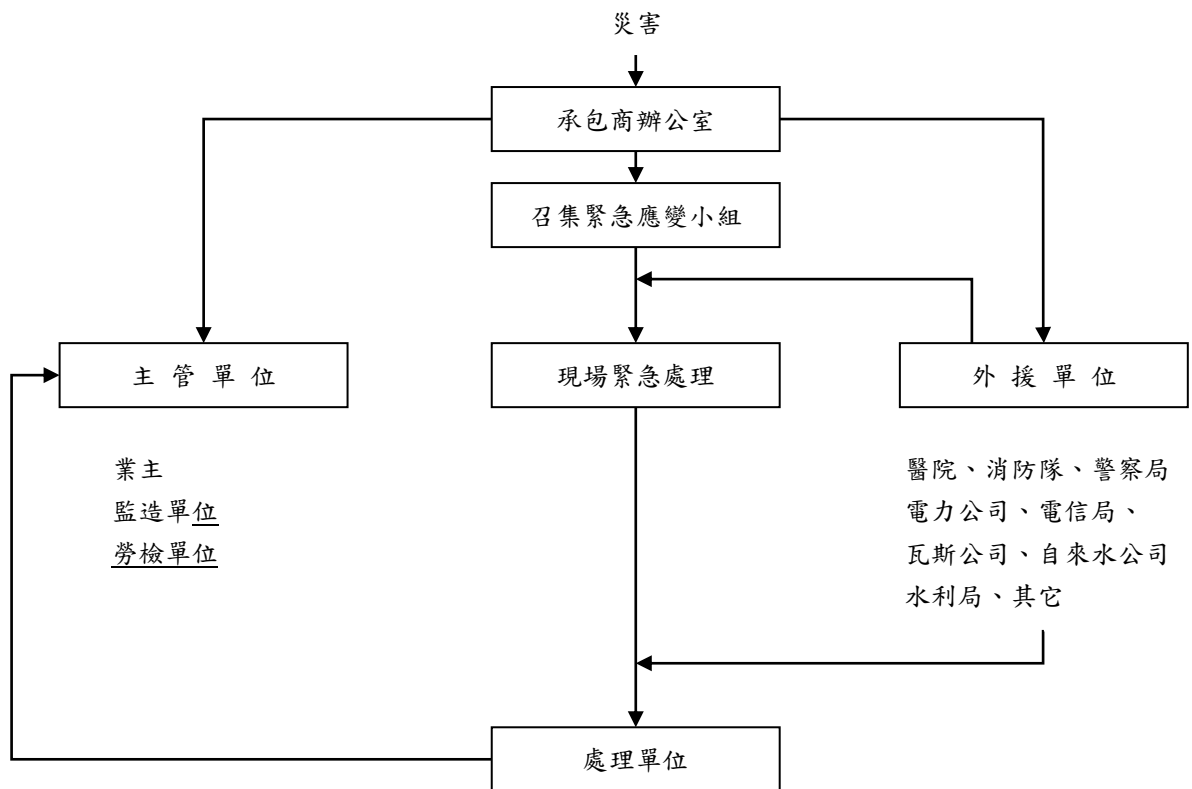 災害
承包商辦公室
召集緊急應變小組
主管單位
現場緊急處理
外援單位
業主
監造單位
勞檢單位
醫院、消防隊、警察局
電力公司、電信局、
瓦斯公司、自來水公司
水利局、其它
處理單位